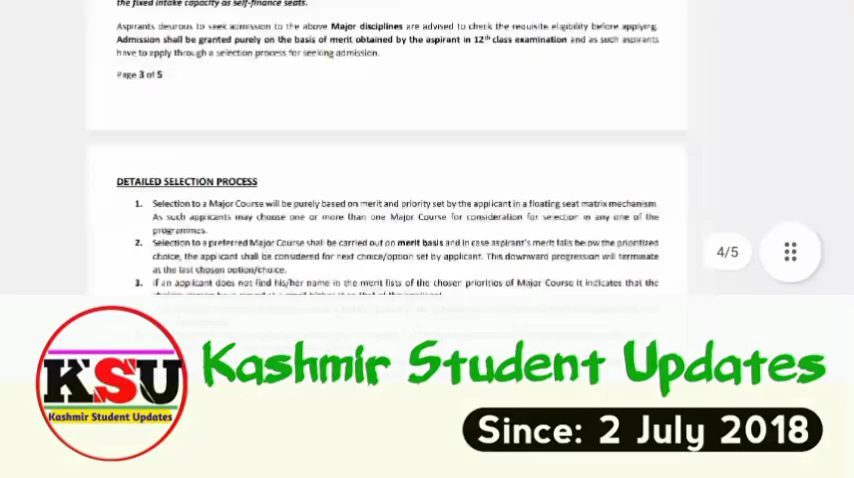 the fixed intake capacity as self-finance seats.
Aspirants desirous to seek admission to the above Major disciplines are advised to check the requisite eligibility before applying.
Admission shall be granted purely on the basis of merit obtained by the aspirant in 12th class examination and as such aspirants
have to apply through a selection process for seeking admission.
Page 3 of 5
DETAILED SELECTION PROCESS
1. Selection to a Major Course will be purely based on merit and priority set by the applicant in a floating seat matrix mechanism.
As such applicants may choose one or more than one Major Course for consideration for selection in any one of the
programmes.
2. Selection to a preferred Major Course shall be carried out on merit basis and in case aspirant's merit falls below the prioritized
choice, the applicant shall be considered for next choice/option set by applicant. This downward progression will terminate
at the last chosen option/choice.
3. If an applicant does not find his/her name in the merit lists of the chosen priorities of Major Course it indicates that the
4/5
KSU
Kashmir Student Updates
Kashmir Student Updates
Since: 2 July 2018